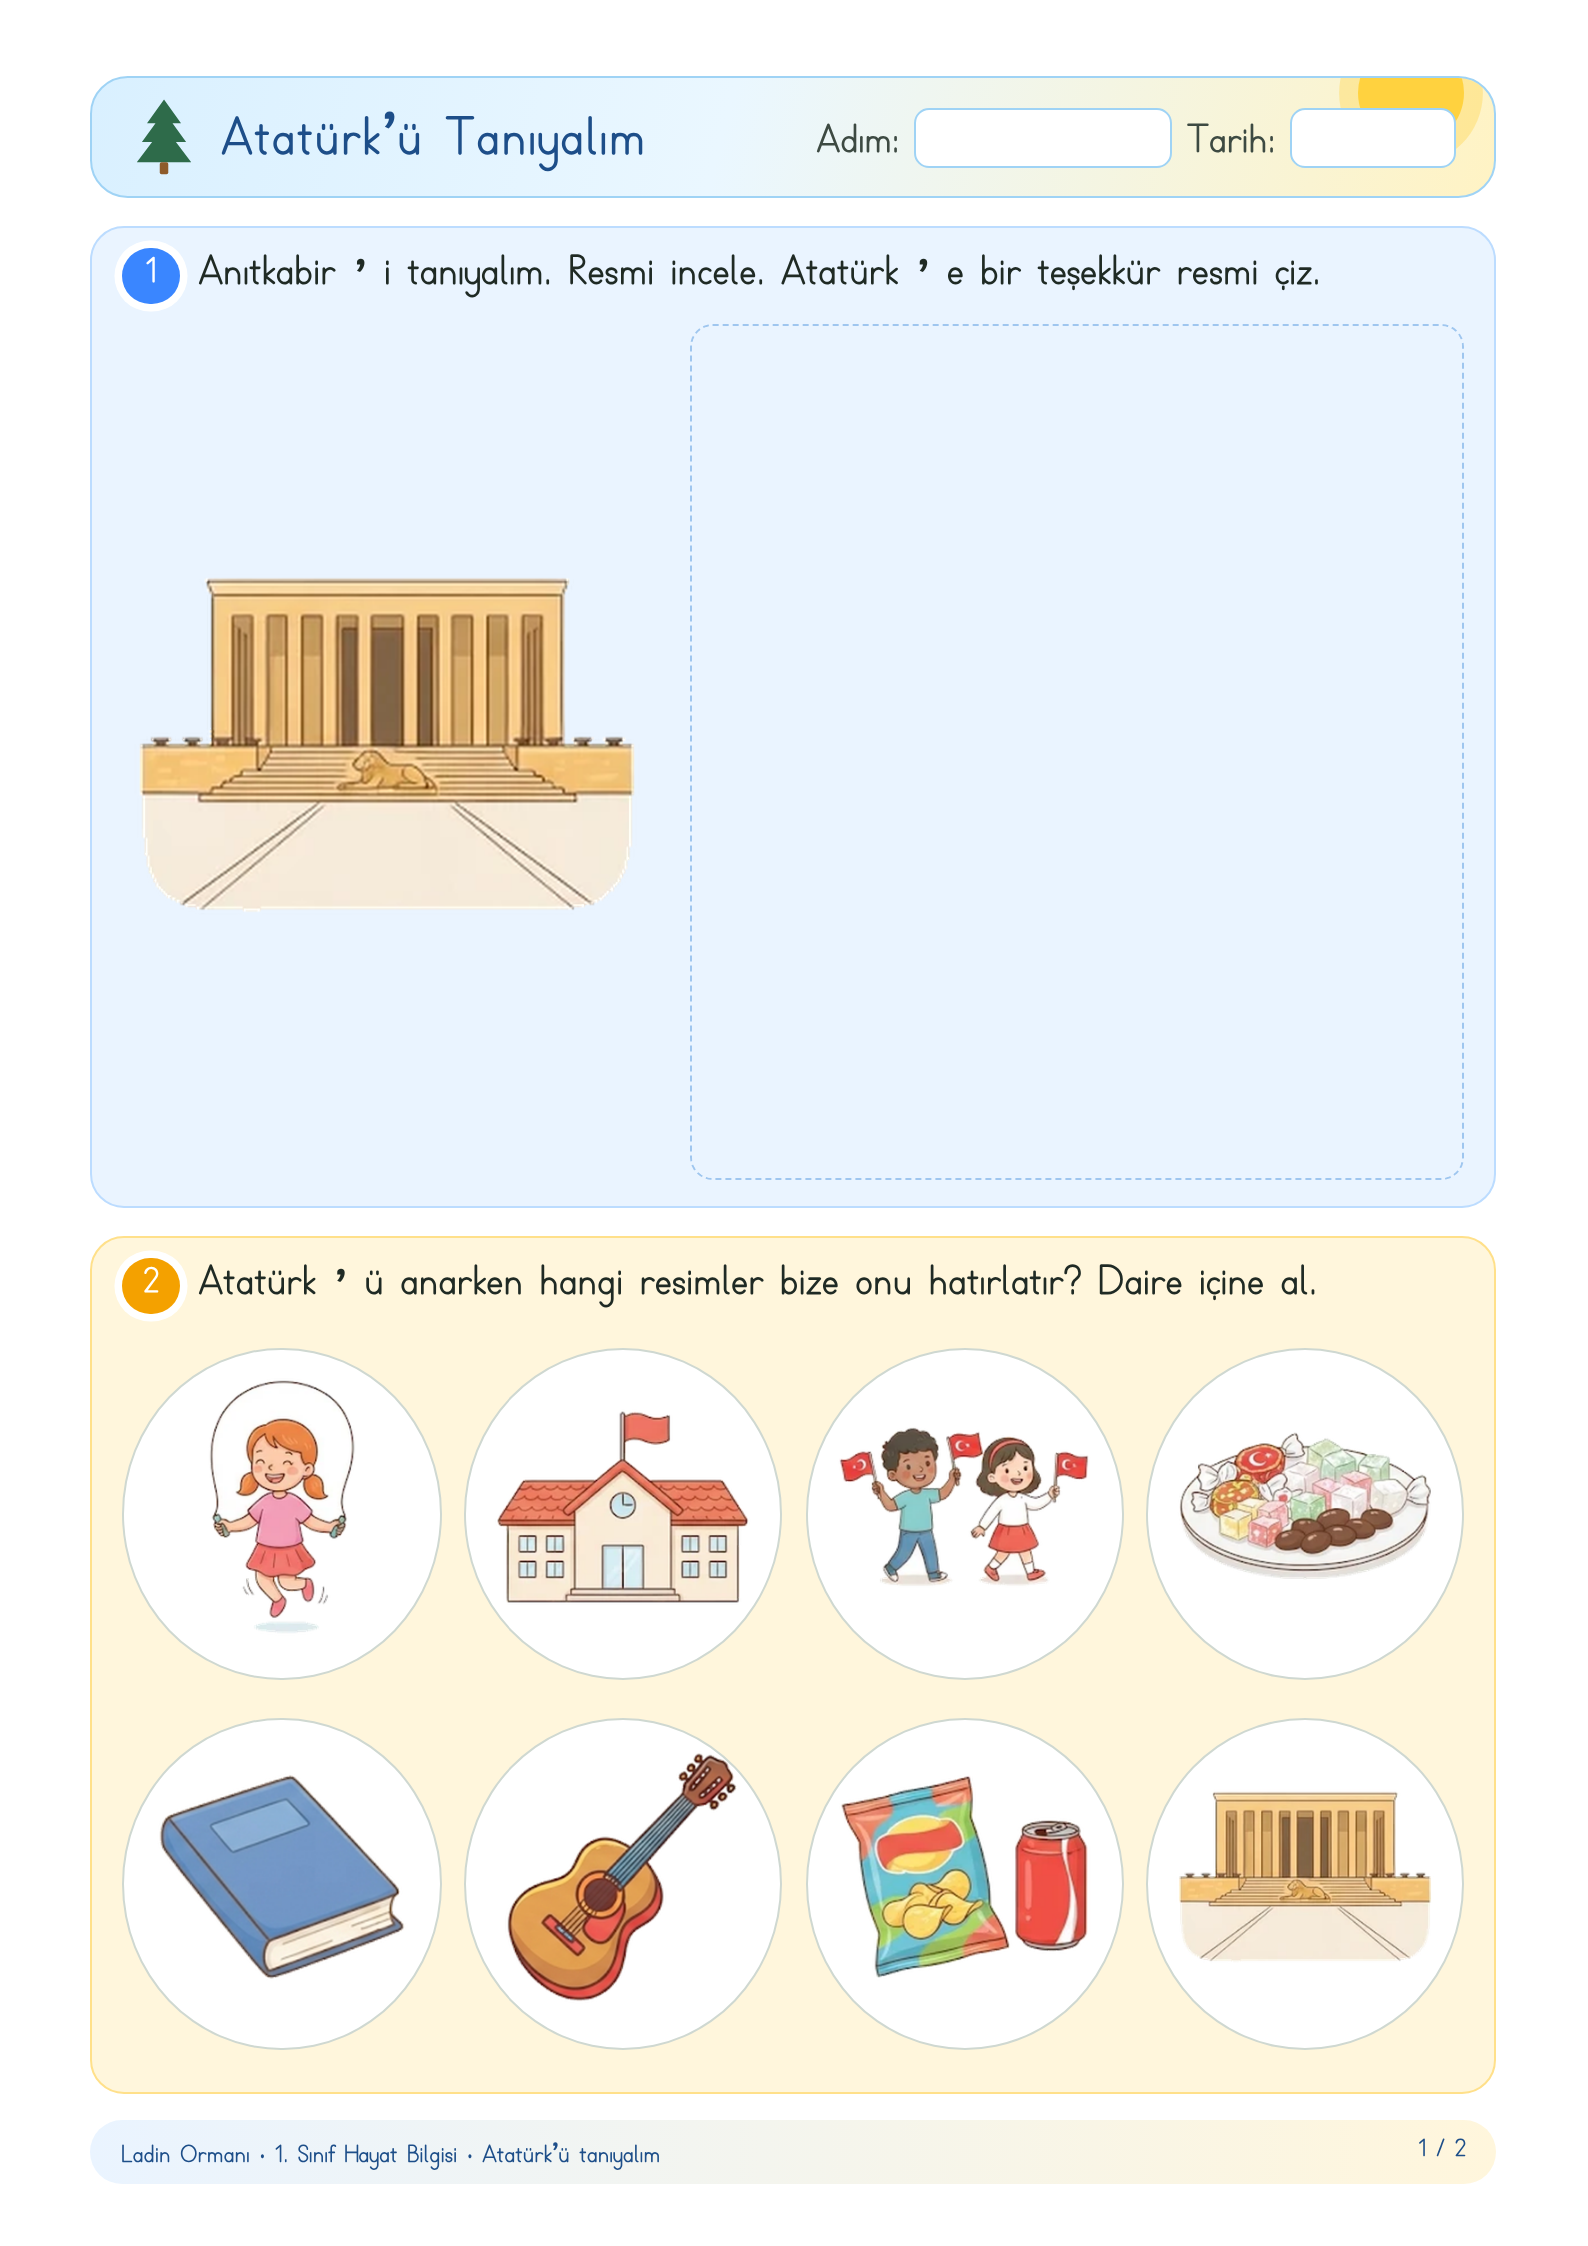 Atatürk’ü Tanıyalım
Adım:
Tarih:
1
Anıtkabir ’ i tanıyalım. Resmi incele. Atatürk ’ e bir teşekkür resmi çiz.
2
Atatürk ’ ü anarken hangi resimler bize onu hatırlatır? Daire içine al.
Ladin Ormanı • 1. Sınıf Hayat Bilgisi • Atatürk’ü tanıyalım
1 / 2